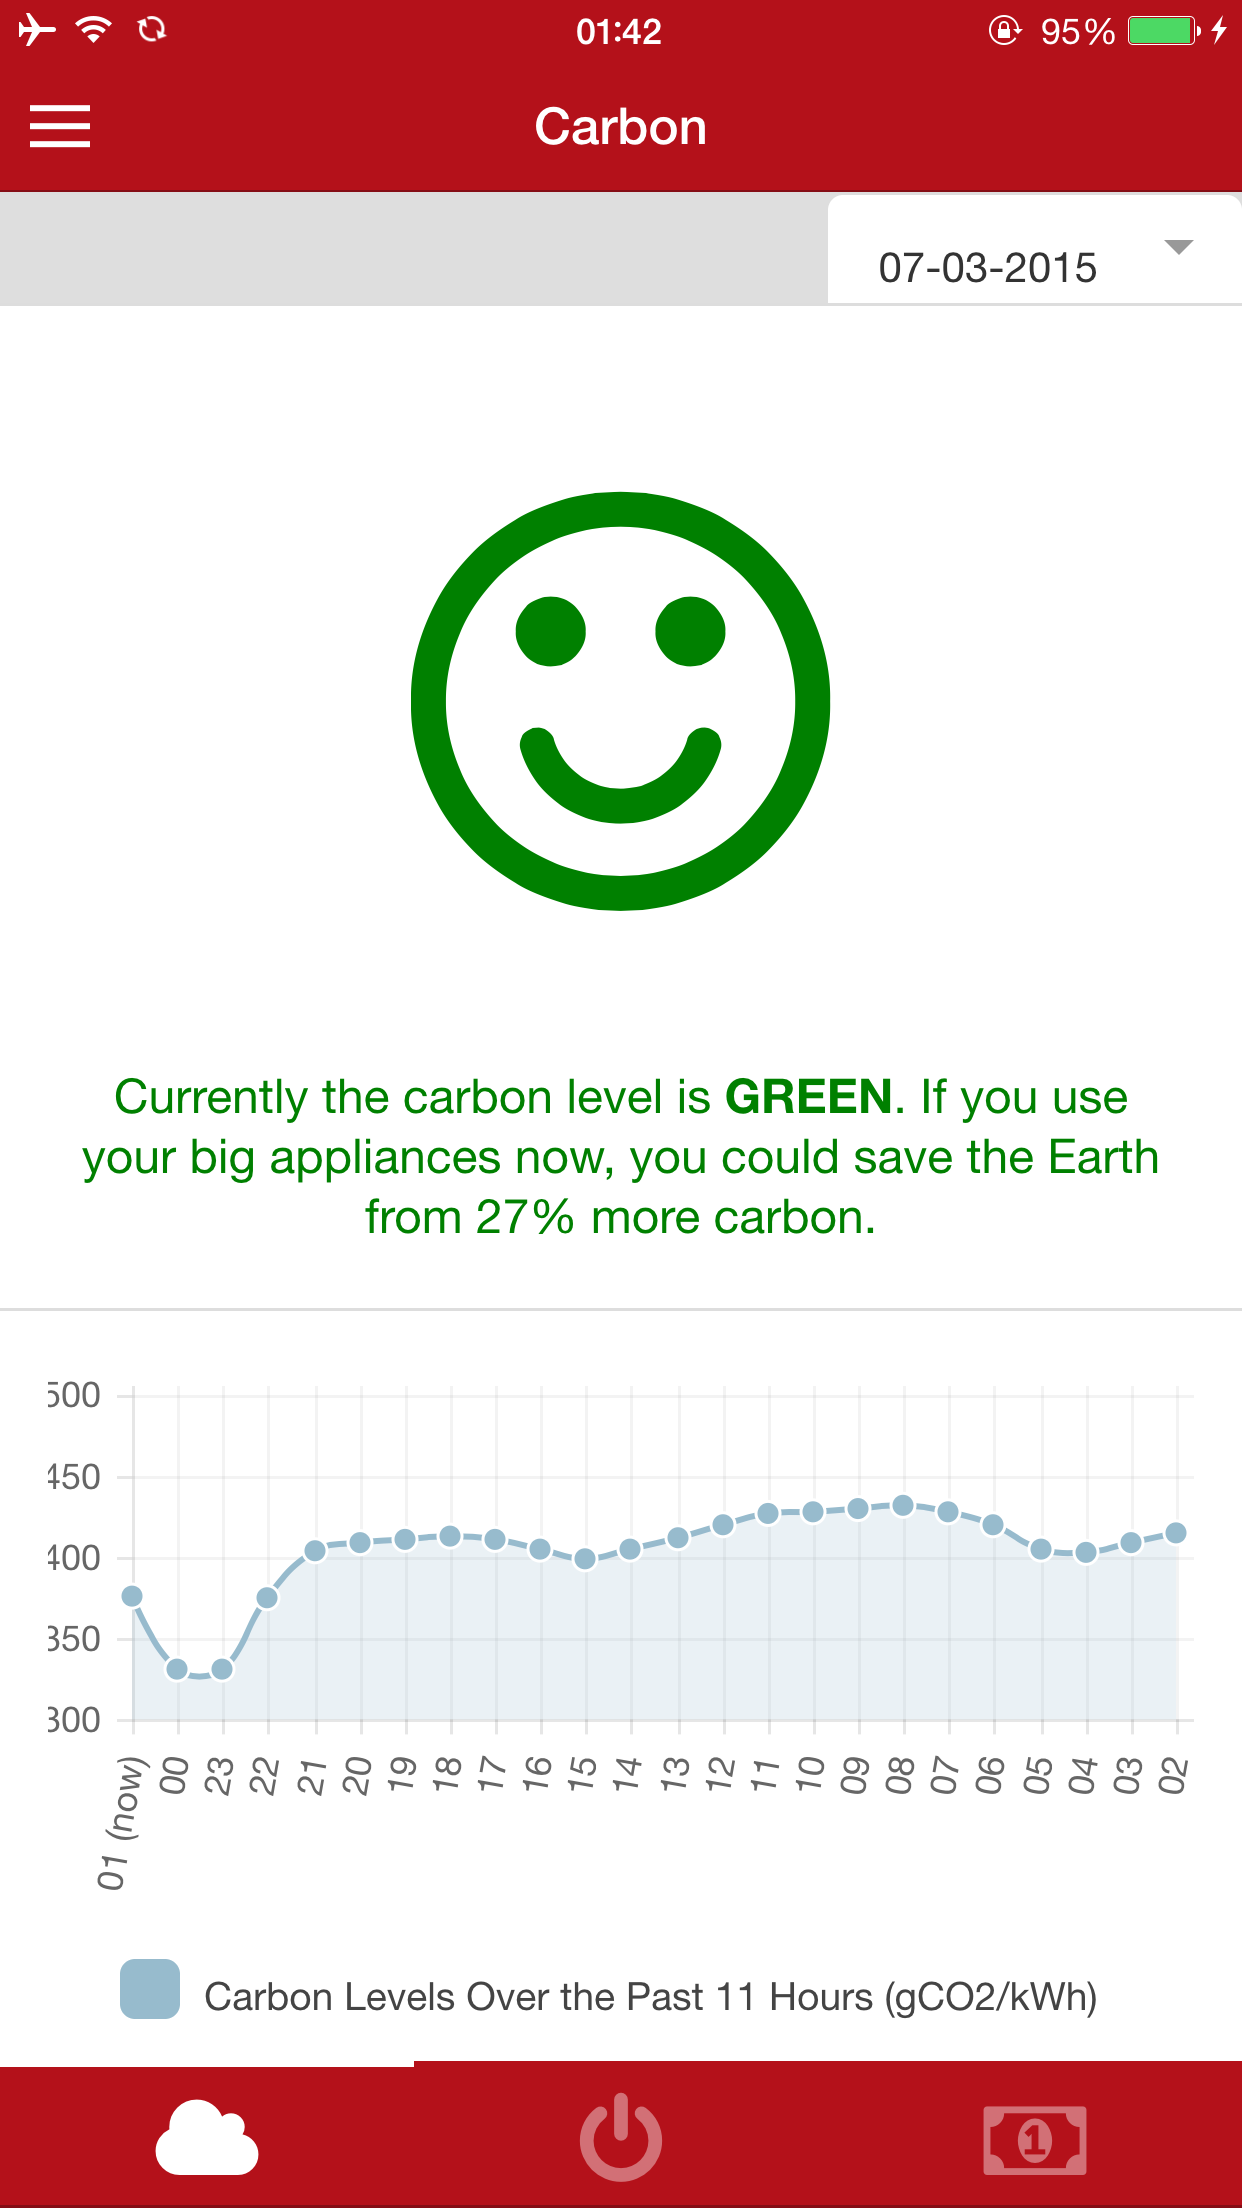 01:42
95%
Carbon
07-03-2015
Currently the carbon level is GREEN. If you use
your big appliances now, you could save the Earth
from 27% more carbon.
500
450
400
350
300
01 (now) 00 23 22 21 20 19 18 17 16 15 14 13 12 11 10 09 08 07 06 05 04 03 02
Carbon Levels Over the Past 11 Hours (gCO2/kWh)
1